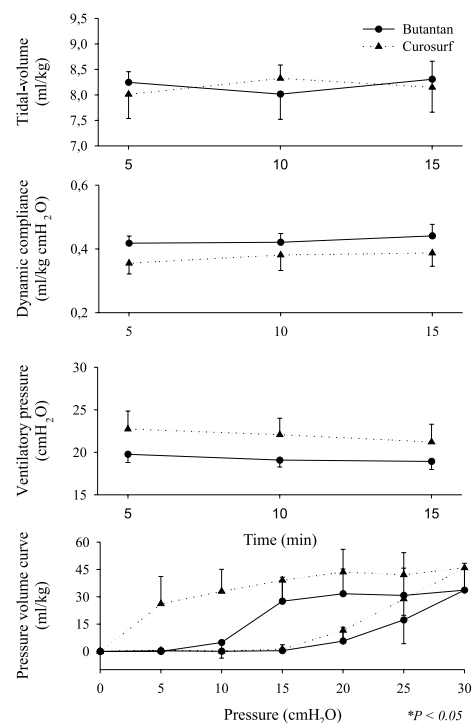 9,5
9,0
8,5
8,0
7,5
7,0
Tidal-volume
(ml/kg)
Butantan
Curosurf
5 10 15
0,6
0,4
0,2
Dynamic compliance
(ml/kg cmH2O)
5 10 15
30
25
20
15
Ventilatory pressure
(cmH2O)
5 10 15
Time (min)
60
45
30
15
0
Pressure volume curve
(ml/kg)
0 5 10 15 20 25 30
Pressure (cmH2O)
*P < 0.05